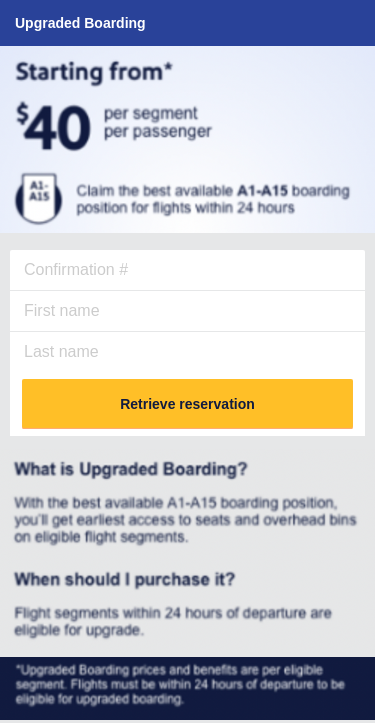 Upgraded Boarding
Starting from*
$40
per segment
per passenger
A1-
A15
Claim the best available A1-A15 boarding
position for flights within 24 hours
Confirmation #
First name
Last name
Retrieve reservation
What is Upgraded Boarding?
With the best available A1-A15 boarding position,
you'll get earliest access to seats and overhead bins
on eligible flight segments.
When should I purchase it?
Flight segments within 24 hours of departure are
eligible for upgrade.
*Upgraded Boarding prices and benefits are per eligible
segment. Flights must be within 24 hours of departure to be
eligible for upgraded boarding.